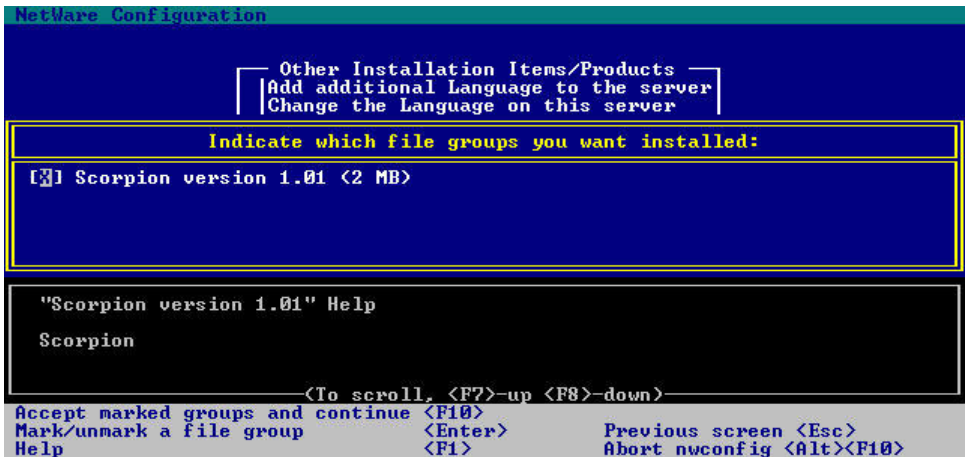 NetWare Configuration
Other Installation Items/Products
Add additional Language to the server
Change the Language on this server
Indicate which file groups you want installed:
[X] Scorpion version 1.01 (2 MB)
"Scorpion version 1.01" Help
Scorpion
(To scroll, <F7>-up <F8>-down)
Accept marked groups and continue <F10>
Mark/unmark a file group <Enter> Previous screen <Esc>
Help <F1> Abort nwconfig <Alt><F10>